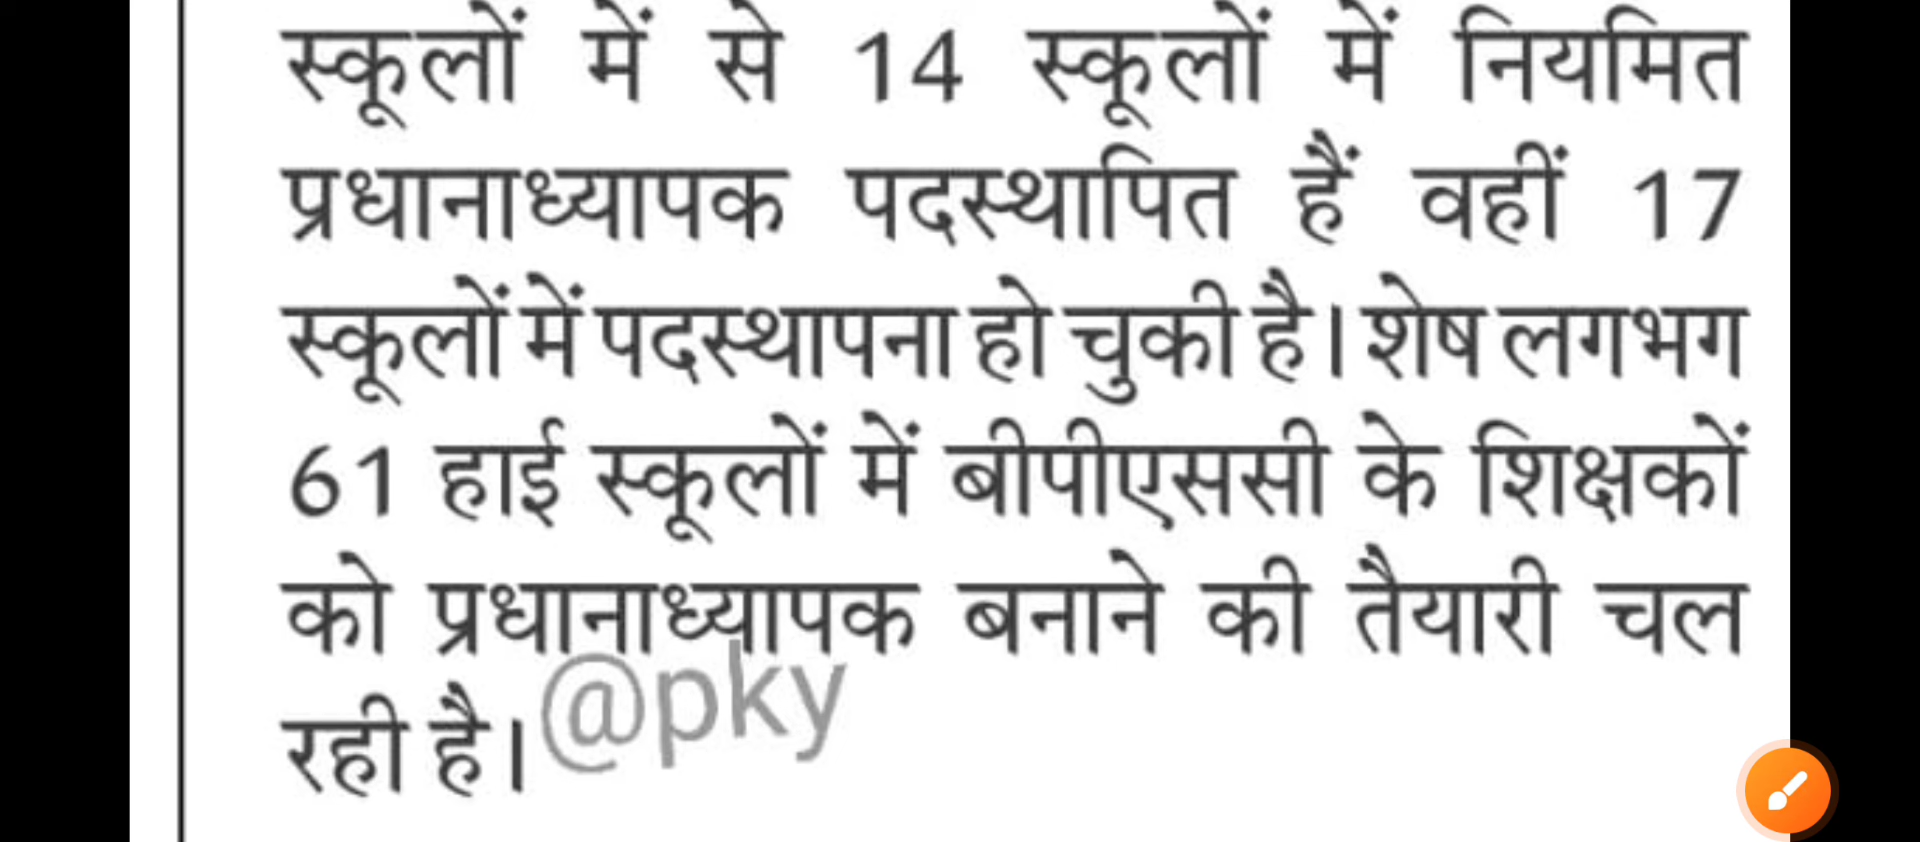 स्कूलों में से 14 स्कूलों में नियमित
प्रधानाध्यापक पदस्थापित हैं वहीं 17
स्कूलों में पदस्थापना हो चुकी है। शेष लगभग
61 हाई स्कूलों में बीपीएससी के शिक्षकों
को प्रधानाध्यापक बनाने की तैयारी चल
रही है।
@pky